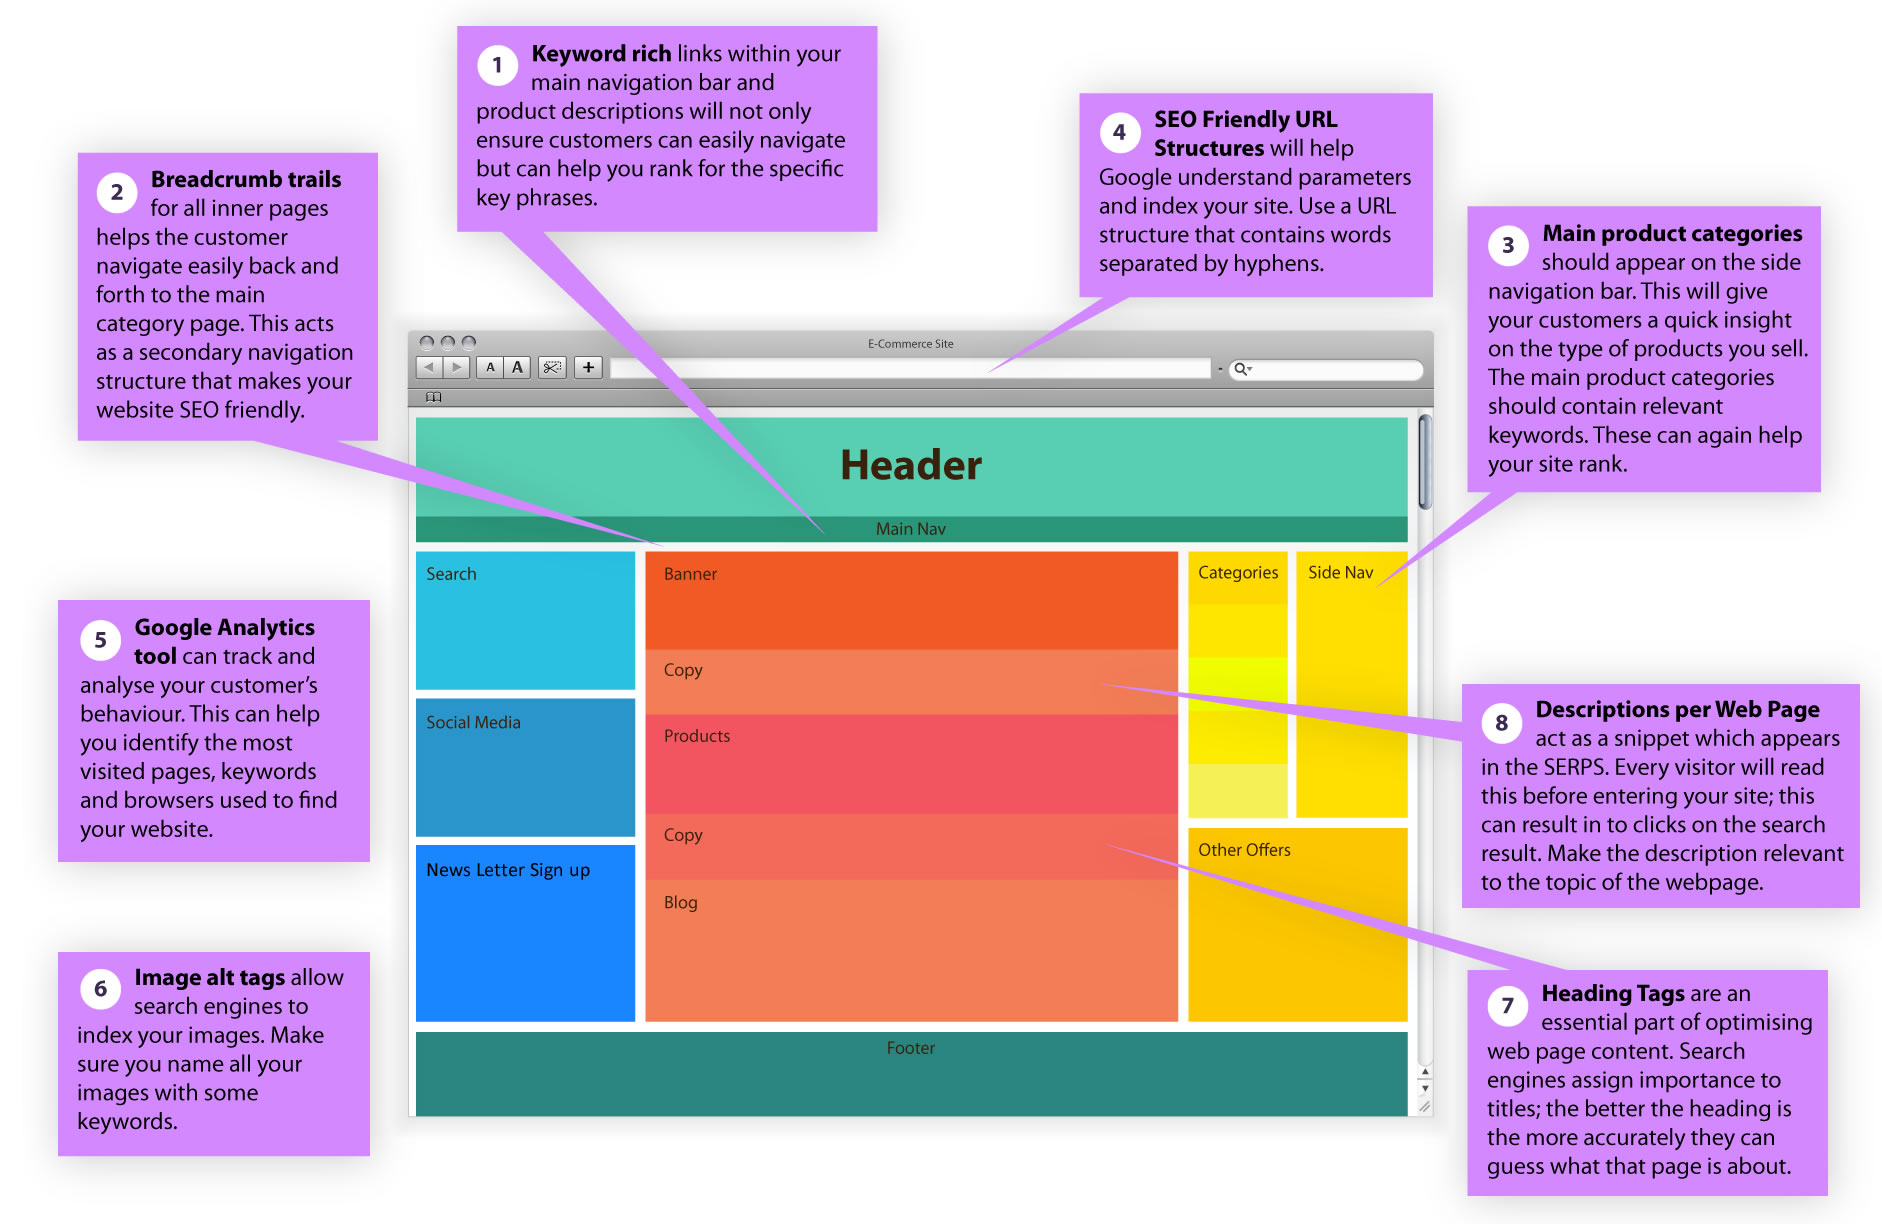 1
Keyword rich links within your
main navigation bar and
product descriptions will not only
ensure customers can easily navigate
but can help you rank for the specific
key phrases.
2
Breadcrumb trails
for all inner pages
helps the customer
navigate easily back and
forth to the main
category page. This acts
as a secondary navigation
structure that makes your
website SEO friendly.
4
SEO Friendly URL
Structures will help
Google understand parameters
and index your site. Use a URL
structure that contains words
separated by hyphens.
3
Main product categories
should appear on the side
navigation bar. This will give
your customers a quick insight
on the type of products you sell.
The main product categories
should contain relevant
keywords. These can again help
your site rank.
E-Commerce Site
A A +
Header
Main Nav
Search
Social Media
News Letter Sign up
Banner
Copy
Products
Copy
Blog
Categories
Side Nav
Other Offers
Footer
5
Google Analytics
tool can track and
analyse your customer's
behaviour. This can help
you identify the most
visited pages, keywords
and browsers used to find
your website.
6
Image alt tags allow
search engines to
index your images. Make
sure you name all your
images with some
keywords.
8
Descriptions per Web Page
act as a snippet which appears
in the SERPS. Every visitor will read
this before entering your site; this
can result in to clicks on the search
result. Make the description relevant
to the topic of the webpage.
7
Heading Tags are an
essential part of optimising
web page content. Search
engines assign importance to
titles; the better the heading is
the more accurately they can
guess what that page is about.